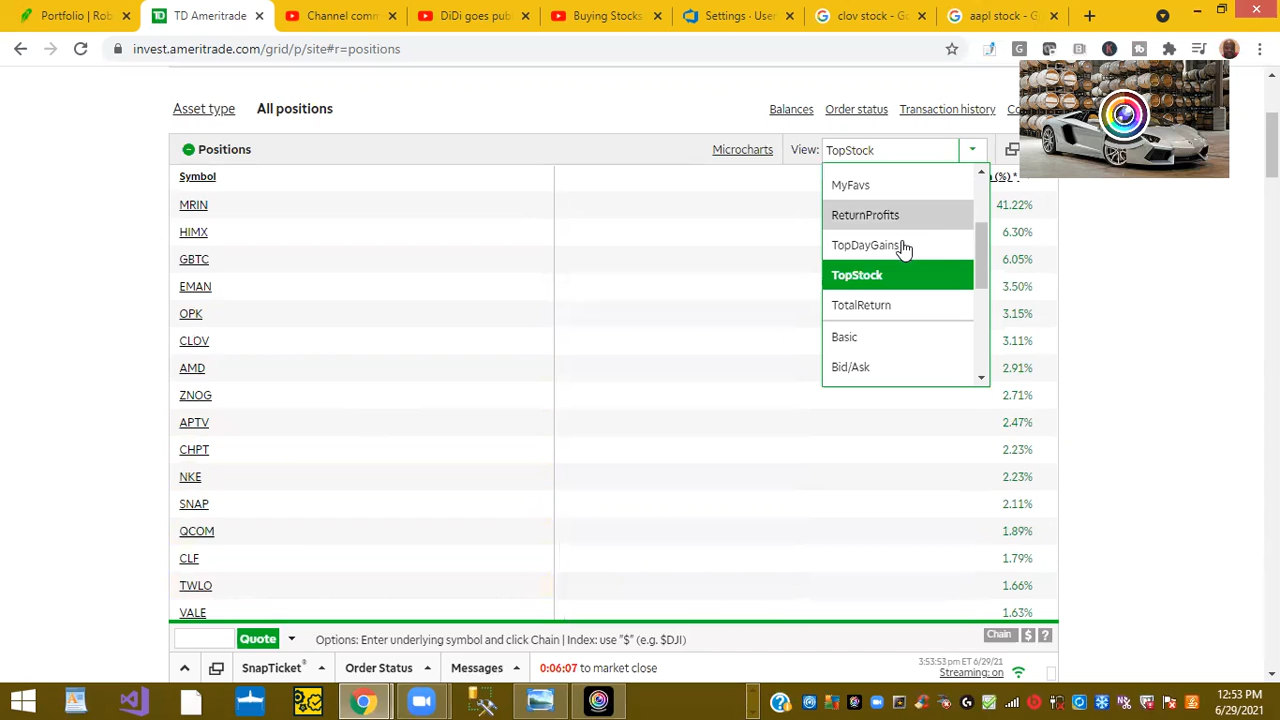 Portfolio | Rob
TD Ameritrade
Channel comm
DiDi goes publ
Buying Stocks
Settings - User
clov stock - Go
aapl stock - G
invest.ameritrade.com/grid/p/site#r=positions
Asset type All positions Balances Order status Transaction history
Positions Microcharts View: TopStock
Symbol (%) *
MyFavs
ReturnProfits
TopDayGains
TopStock
TotalReturn
Basic
Bid/Ask
MRIN 41.22%
HIMX 6.30%
GBTC 6.05%
EMAN 3.50%
OPK 3.15%
CLOV 3.11%
AMD 2.91%
ZNOG 2.71%
APTV 2.47%
CHPT 2.23%
NKE 2.23%
SNAP 2.11%
QCOM 1.89%
CLF 1.79%
TWLO 1.66%
VALE 1.63%
Quote Options: Enter underlying symbol and click Chain | Index: use "$" (e.g. $DJI) Chain $ ?
SnapTicket® Order Status Messages 0:06:07 to market close 3:53:53 pm ET 6/29/21
Streaming: on
12:53 PM
6/29/2021